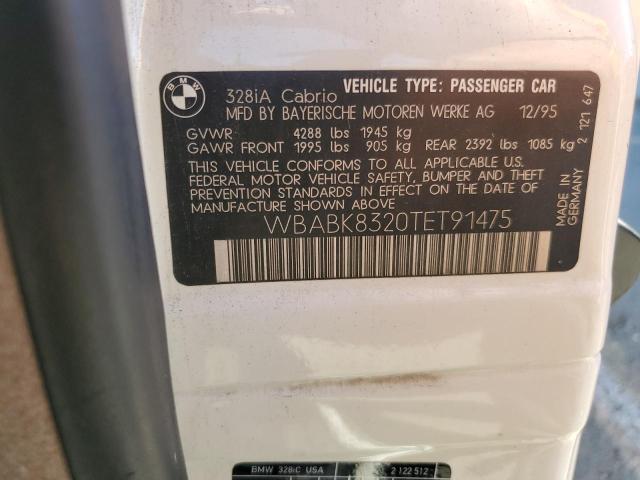 BMW
328iA Cabrio VEHICLE TYPE: PASSENGER CAR
MFD BY BAYERISCHE MOTOREN WERKE AG 12/95
GVWR 4288 lbs 1945 kg
GAWR FRONT 1995 lbs 905 kg REAR 2392 lbs 1085 kg
THIS VEHICLE CONFORMS TO ALL APPLICABLE U.S.
FEDERAL MOTOR VEHICLE SAFETY, BUMPER AND THEFT
PREVENTION STANDARDS IN EFFECT ON THE DATE OF
MANUFACTURE SHOWN ABOVE
WBABK8320TET91475
2 121 647
MADE IN
GERMANY
BMW 328iC USA 2 122 512